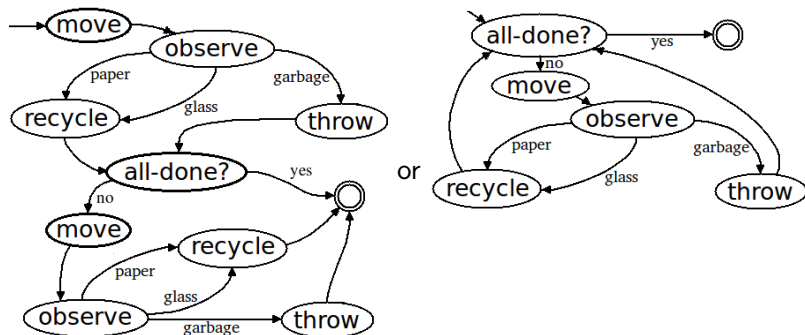 move
observe
paper
glass
garbage
recycle
throw
all-done?
yes
no
move
recycle
paper
glass
observe
garbage
throw
or
all-done?
yes
no
move
observe
paper
glass
garbage
recycle
throw